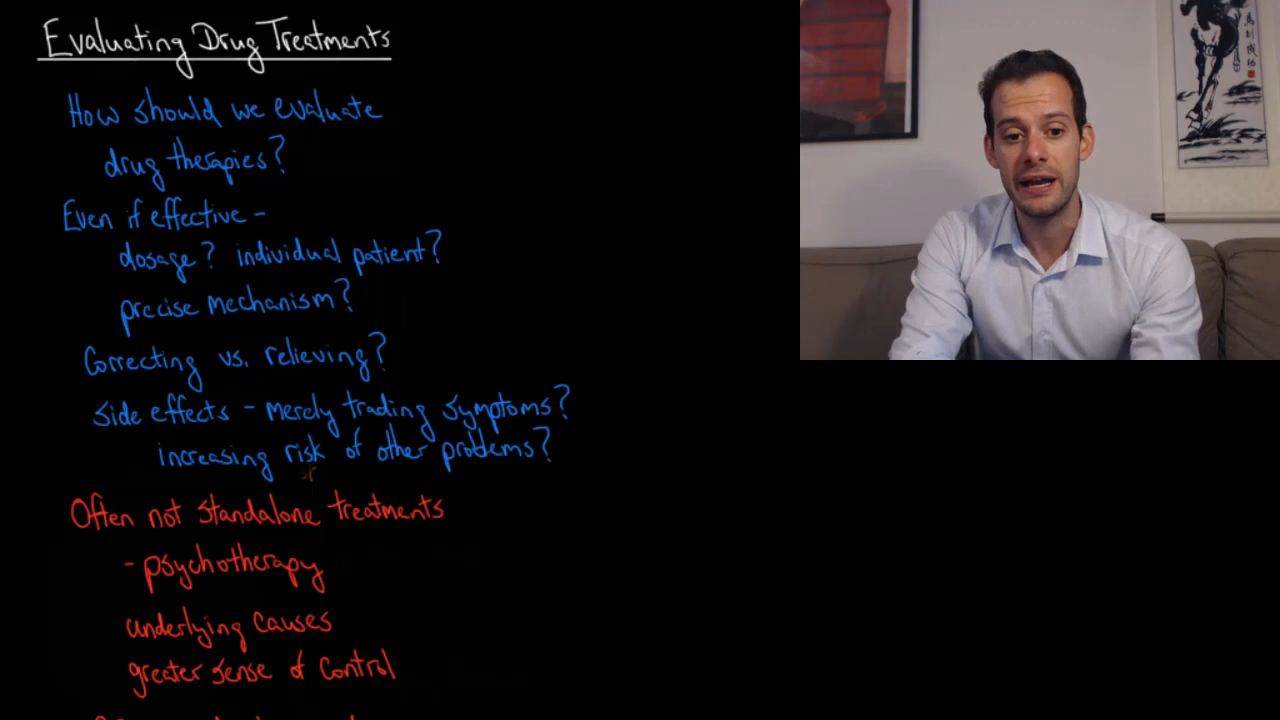 Evaluating Drug Treatments
How should we evaluate
drug therapies?
Even if effective -
dosage? individual patient?
precise mechanism?
Correcting vs. relieving?
Side effects - merely trading symptoms?
increasing risk of other problems?
Often not standalone treatments
- psychotherapy
underlying causes
greater sense of control